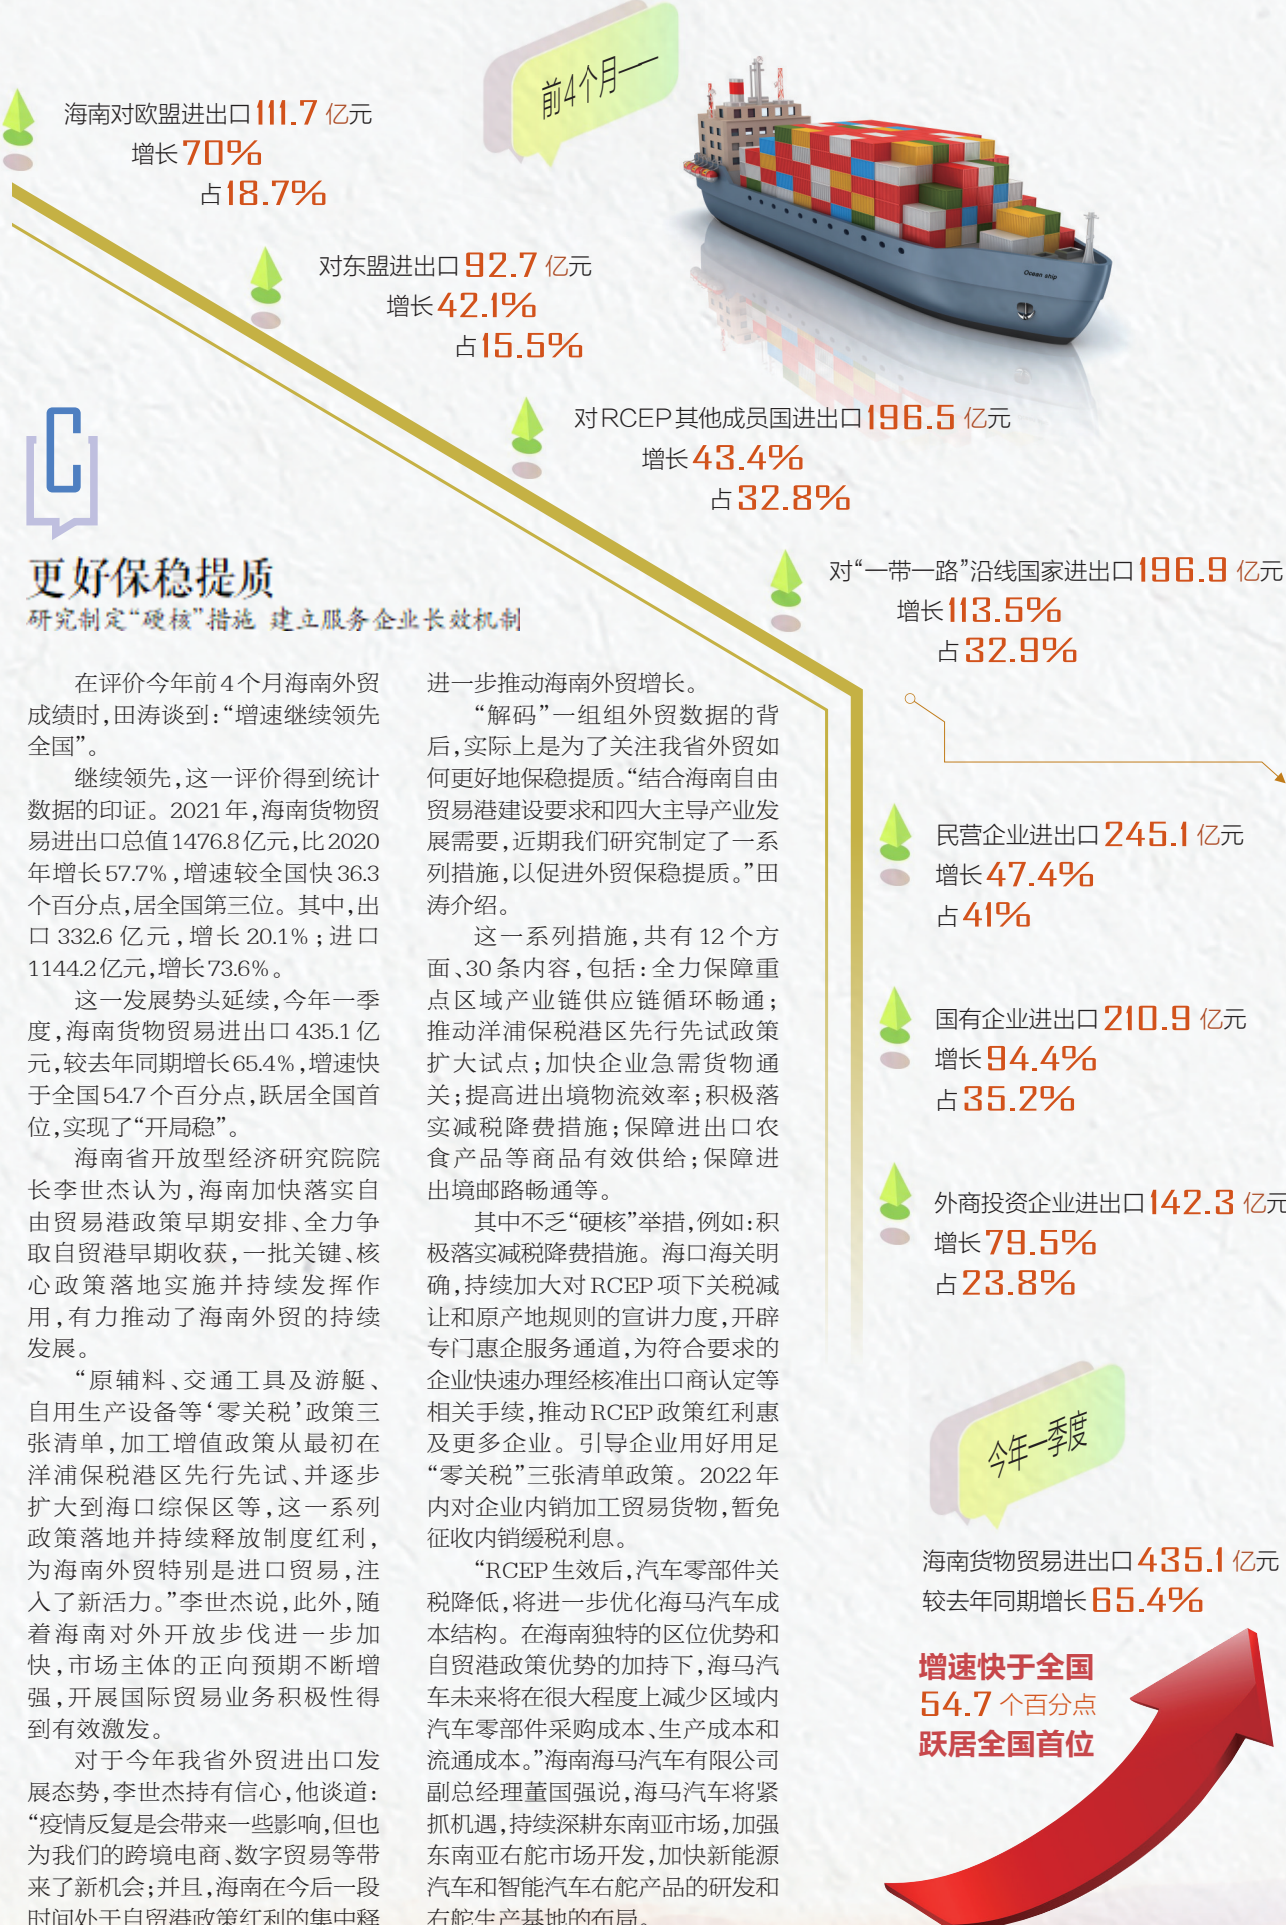 前4个月——
海南对欧盟进出口111.7亿元
增长70%
占18.7%
对东盟进出口92.7亿元
增长42.1%
占15.5%
Ocean ship
对RCEP其他成员国进出口196.5亿元
增长43.4%
占32.8%
对“一带一路”沿线国家进出口196.9亿元
增长113.5%
占32.9%
民营企业进出口245.1亿元
增长47.4%
占41%
国有企业进出口210.9亿元
增长94.4%
占35.2%
外商投资企业进出口142.3亿元
增长79.5%
占23.8%
今年一季度
海南货物贸易进出口435.1亿元
较去年同期增长65.4%
增速快于全国
54.7个百分点
跃居全国首位
C
更好保稳提质
研究制定“硬核”措施 建立服务企业长效机制
在评价今年前4个月海南外贸
成绩时，田涛谈到：“增速继续领先
全国”。
继续领先，这一评价得到统计
数据的印证。2021年，海南货物贸
易进出口总值1476.8亿元，比2020
年增长57.7%，增速较全国快36.3
个百分点，居全国第三位。其中，出
口332.6亿元，增长20.1%；进口
1144.2亿元，增长73.6%。
这一发展势头延续，今年一季
度，海南货物贸易进出口435.1亿
元，较去年同期增长65.4%，增速快
于全国54.7个百分点，跃居全国首
位，实现了“开局稳”。
海南省开放型经济研究院院
长李世杰认为，海南加快落实自
由贸易港政策早期安排、全力争
取自贸港早期收获，一批关键、核
心政策落地实施并持续发挥作
用，有力推动了海南外贸的持续
发展。
“原辅料、交通工具及游艇、
自用生产设备等‘零关税’政策三
张清单，加工增值政策从最初在
洋浦保税港区先行先试、并逐步
扩大到海口综保区等，这一系列
政策落地并持续释放制度红利，
为海南外贸特别是进口贸易，注
入了新活力。”李世杰说，此外，随
着海南对外开放步伐进一步加
快，市场主体的正向预期不断增
强，开展国际贸易业务积极性得
到有效激发。
对于今年我省外贸进出口发
展态势，李世杰持有信心，他谈道：
“疫情反复是会带来一些影响，但也
为我们的跨境电商、数字贸易等带
来了新机会；并且，海南在今后一段
时间处于自贸港政策红利的集中释
进一步推动海南外贸增长。
“解码”一组组外贸数据的背
后，实际上是为了关注我省外贸如
何更好地保稳提质。“结合海南自由
贸易港建设要求和四大主导产业发
展需要，近期我们研究制定了一系
列措施，以促进外贸保稳提质。”田
涛介绍。
这一系列措施，共有12个方
面、30条内容，包括：全力保障重
点区域产业链供应链循环畅通；
推动洋浦保税港区先行先试政策
扩大试点；加快企业急需货物通
关；提高进出境物流效率；积极落
实减税降费措施；保障进出口农
食产品等商品有效供给；保障进
出境邮路畅通等。
其中不乏“硬核”举措，例如：积
极落实减税降费措施。海口海关明
确，持续加大对RCEP项下关税减
让和原产地规则的宣讲力度，开辟
专门惠企服务通道，为符合要求的
企业快速办理经核准出口商认定等
相关手续，推动RCEP政策红利惠
及更多企业。引导企业用好用足
“零关税”三张清单政策。2022年
内对企业内销加工贸易货物，暂免
征收内销缓税利息。
“RCEP生效后，汽车零部件关
税降低，将进一步优化海马汽车成
本结构。在海南独特的区位优势和
自贸港政策优势的加持下，海马汽
车未来将在很大程度上减少区域内
汽车零部件采购成本、生产成本和
流通成本。”海南海马汽车有限公司
副总经理董国强说，海马汽车将紧
抓机遇，持续深耕东南亚市场，加强
东南亚右舵市场开发，加快新能源
汽车和智能汽车右舵产品的研发和
右舵生产基地的布局。